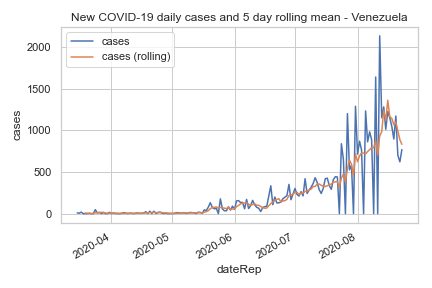 New COVID-19 daily cases and 5 day rolling mean - Venezuela
cases
cases (rolling)
2000
1500
1000
500
0
cases
2020-04
2020-05
2020-06
2020-07
2020-08
dateRep